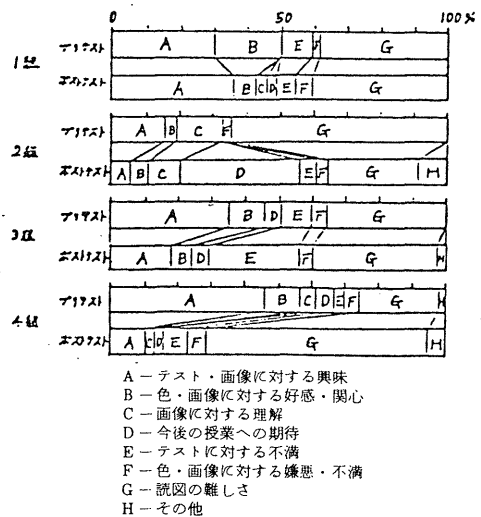 0 50 100%
1組
プリテスト A B E F G
ポストテスト A B C D E F G
2組
プリテスト A B C F G
ポストテスト A B C D E F G H
3組
プリテスト A B D E F G
ポストテスト A B D E F G H
4組
プリテスト A B C D E F G H
ポストテスト A C D E F G H
A－テスト・画像に対する興味
B－色・画像に対する好感・関心
C－画像に対する理解
D－今後の授業への期待
E－テストに対する不満
F－色・画像に対する嫌悪・不満
G－読図の難しさ
H－その他